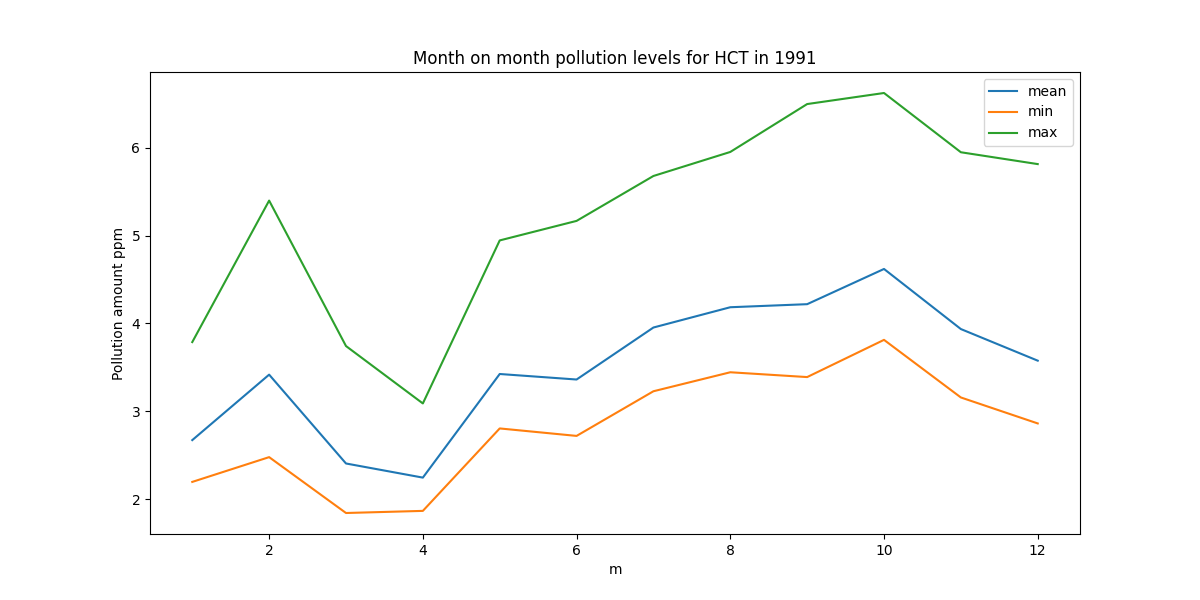 Month on month pollution levels for HCT in 1991
mean
min
max
Pollution amount ppm
6
5
4
3
2
2 4 6 8 10 12
m